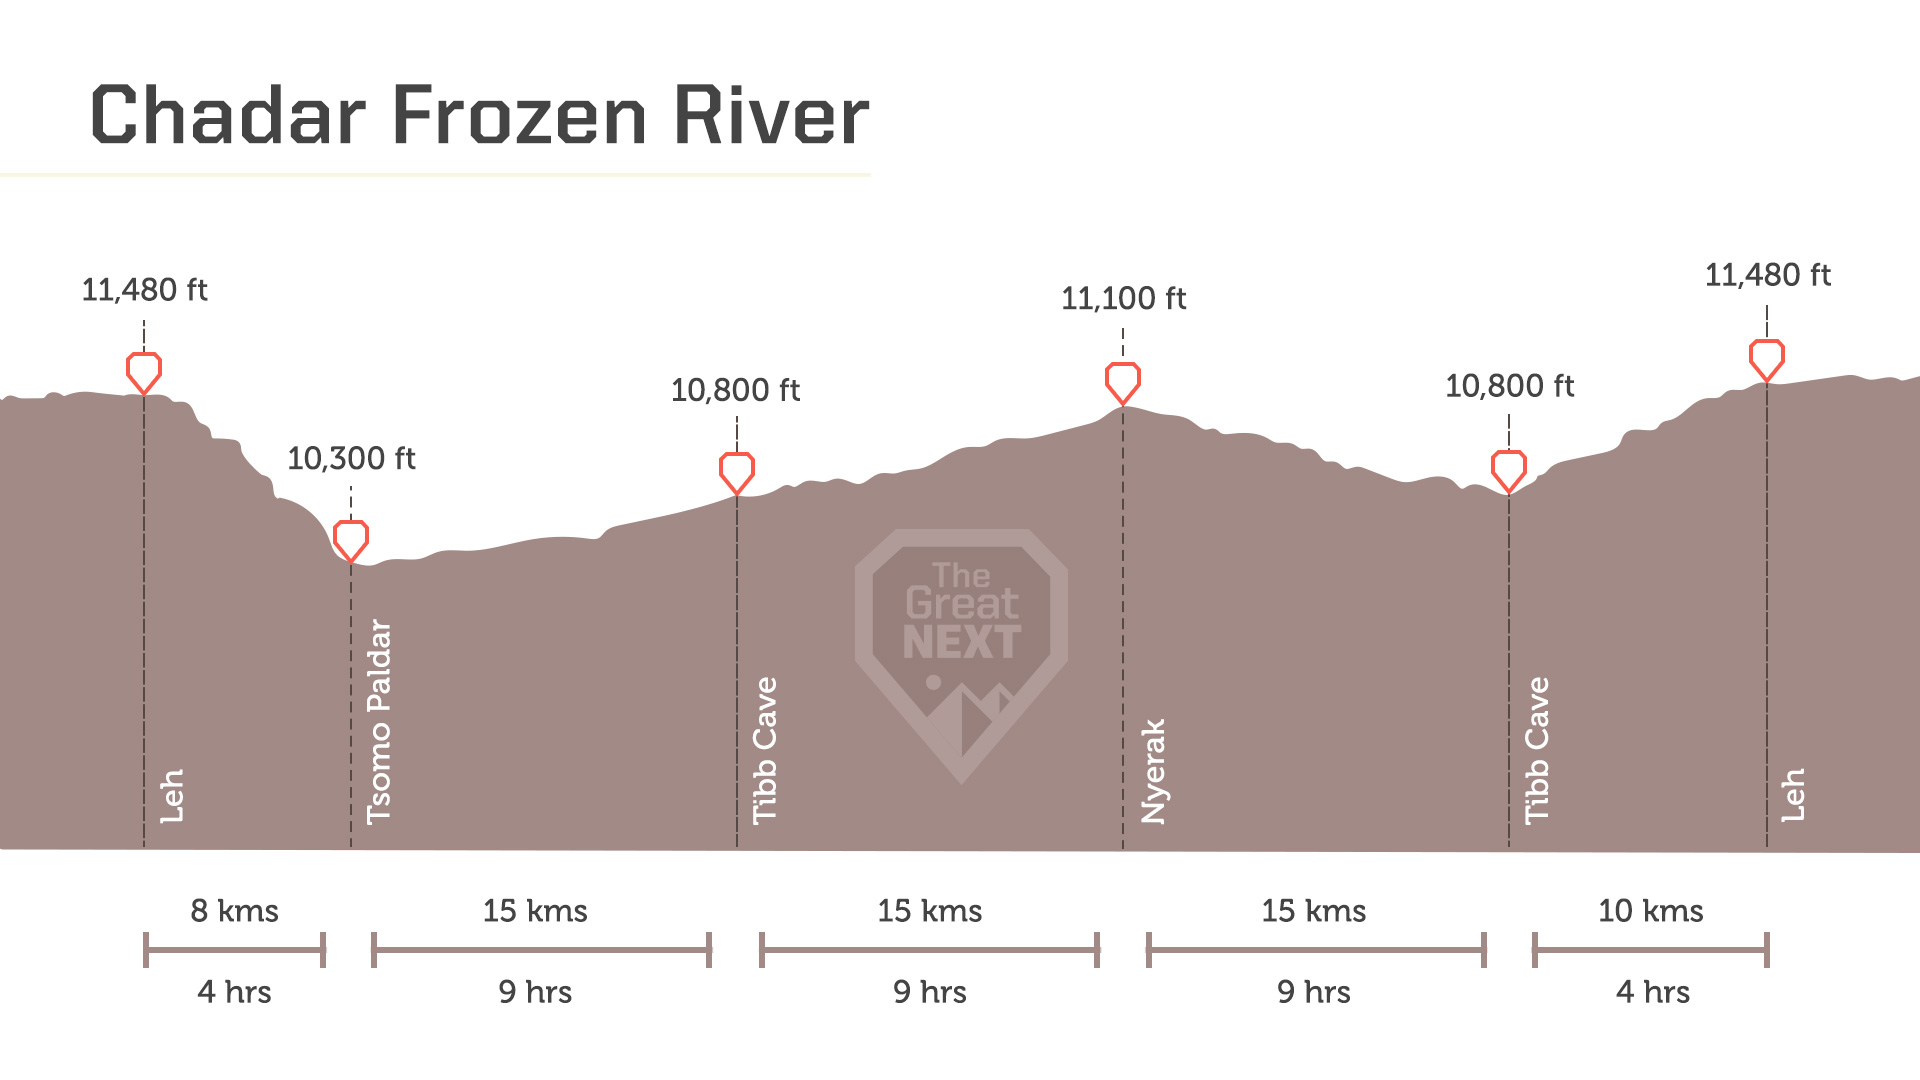 Chadar Frozen River
11,480 ft
10,300 ft
10,800 ft
11,100 ft
10,800 ft
11,480 ft
Leh
Tsomo Paldar
Tibb Cave
Nyerak
Tibb Cave
Leh
The
Great
NEXT
8 kms
15 kms
15 kms
15 kms
10 kms
4 hrs
9 hrs
9 hrs
9 hrs
4 hrs